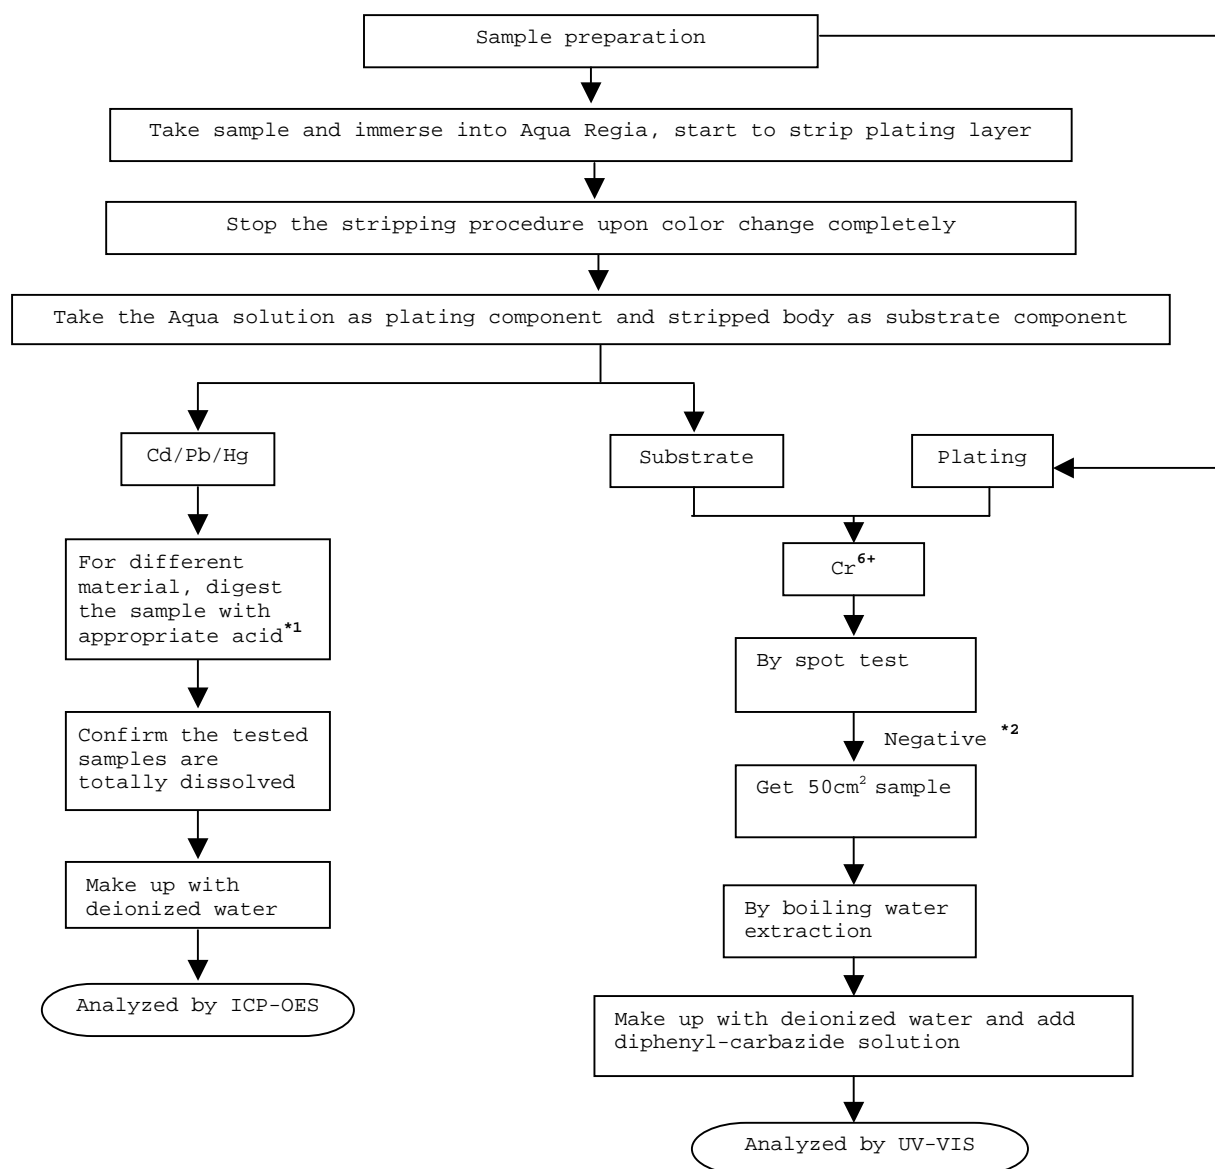 Sample preparation
Take sample and immerse into Aqua Regia, start to strip plating layer
Stop the stripping procedure upon color change completely
Take the Aqua solution as plating component and stripped body as substrate component
Cd/Pb/Hg
For different
material, digest
the sample with
appropriate acid*1
Confirm the tested
samples are
totally dissolved
Make up with
deionized water
Analyzed by ICP-OES
Substrate
Plating
Cr6+
By spot test
Negative *2
Get 50cm2 sample
By boiling water
extraction
Make up with deionized water and add
diphenyl-carbazide solution
Analyzed by UV-VIS